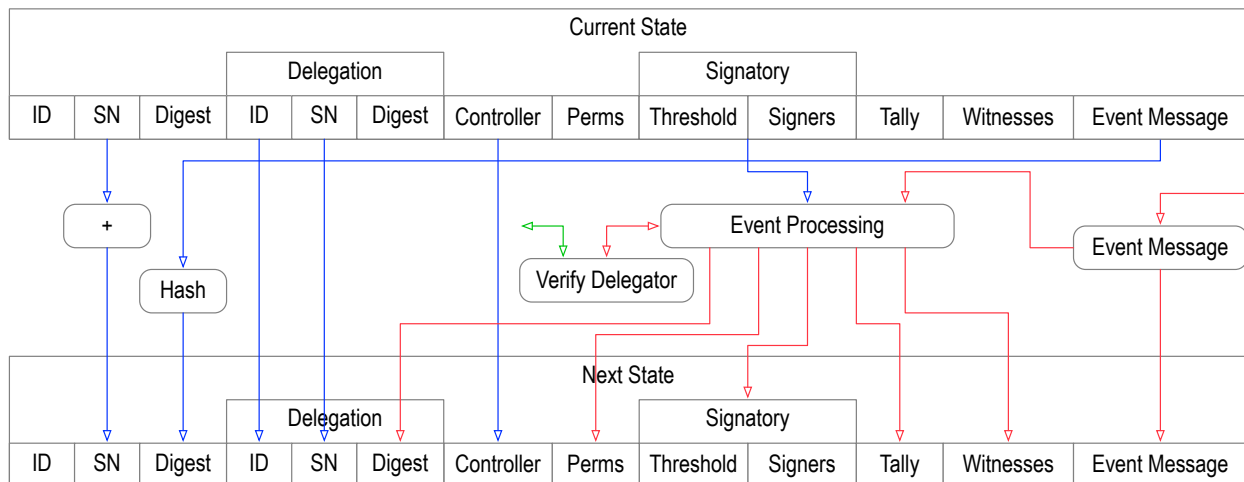 Current State
Delegation Signatory
ID SN Digest ID SN Digest Controller Perms Threshold Signers Tally Witnesses Event Message
+ Event Processing Event Message
Verify Delegator
Hash
Next State
Delegation Signatory
ID SN Digest ID SN Digest Controller Perms Threshold Signers Tally Witnesses Event Message